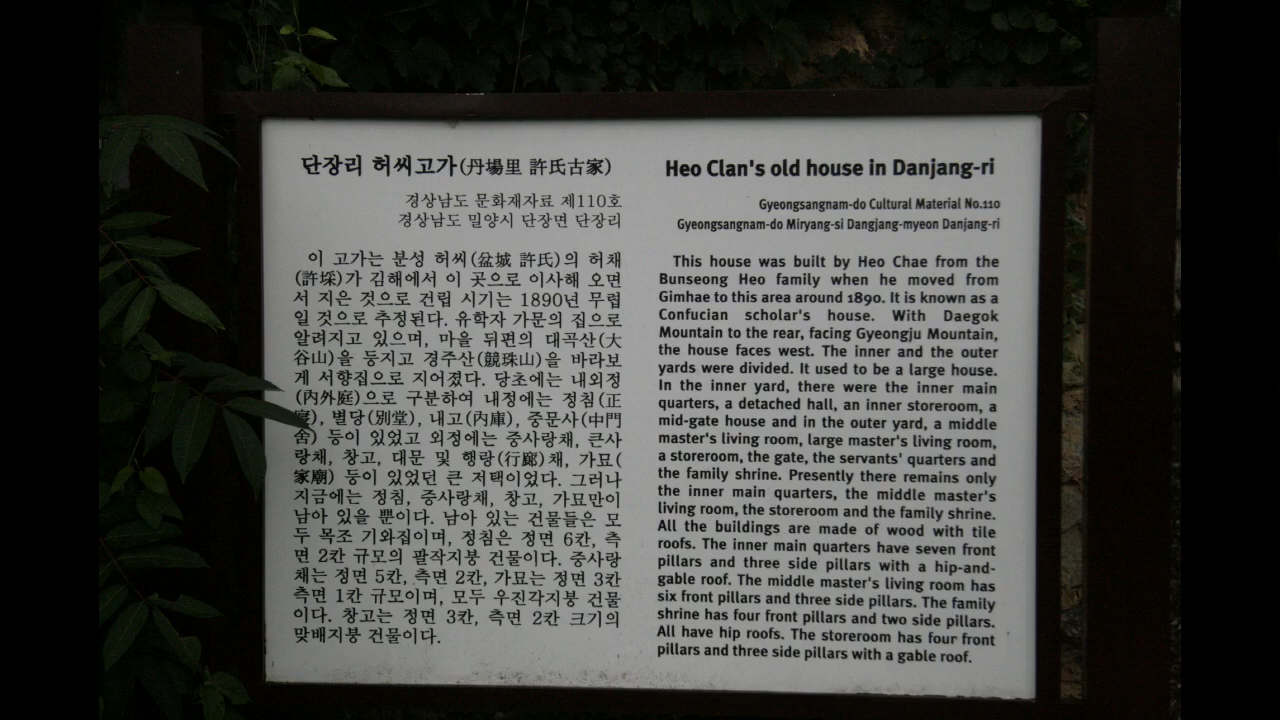 단장리 허씨고가(丹場里 許氏古家)
경상남도 문화재자료 제110호
경상남도 밀양시 단장면 단장리
이 고가는 분성 허씨(盆城 許氏)의 허채
(許埰)가 김해에서 이 곳으로 이사해 오면
서 지은 것으로 건립 시기는 1890년 무렵
일 것으로 추정된다. 유학자 가문의 집으로
알려지고 있으며, 마을 뒤편의 대곡산(大
谷山)을 등지고 경주산(競珠山)을 바라보
게 서향집으로 지어졌다. 당초에는 내외정
(內外庭)으로 구분하여 내정에는 정침(正
寢), 별당(別堂), 내고(內庫), 중문사(中門
舍) 등이 있었고 외정에는 중사랑채, 큰사
랑채, 창고, 대문 및 행랑(行廊)채, 가묘(
家廟) 등이 있었던 큰 저택이었다. 그러나
지금에는 정침, 중사랑채, 창고, 가묘만이
남아 있을 뿐이다. 남아 있는 건물들은 모
두 목조 기와집이며, 정침은 정면 6칸, 측
면 2칸 규모의 팔작지붕 건물이다. 중사랑
채는 정면 5칸, 측면 2칸, 가묘는 정면 3칸
측면 1칸 규모이며, 모두 우진각지붕 건물
이다. 창고는 정면 3칸, 측면 2칸 크기의
맞배지붕 건물이다.
Heo Clan's old house in Danjang-ri
Gyeongsangnam-do Cultural Material No.110
Gyeongsangnam-do Miryang-si Dangjang-myeon Danjang-ri
This house was built by Heo Chae from the
Bunseong Heo family when he moved from
Gimhae to this area around 1890. It is known as a
Confucian scholar's house. With Daegok
Mountain to the rear, facing Gyeongju Mountain,
the house faces west. The inner and the outer
yards were divided. It used to be a large house.
In the inner yard, there were the inner main
quarters, a detached hall, an inner storeroom, a
mid-gate house and in the outer yard, a middle
master's living room, large master's living room,
a storeroom, the gate, the servants' quarters and
the family shrine. Presently there remains only
the inner main quarters, the middle master's
living room, the storeroom and the family shrine.
All the buildings are made of wood with tile
roofs. The inner main quarters have seven front
pillars and three side pillars with a hip-and-
gable roof. The middle master's living room has
six front pillars and three side pillars. The family
shrine has four front pillars and two side pillars.
All have hip roofs. The storeroom has four front
pillars and three side pillars with a gable roof.